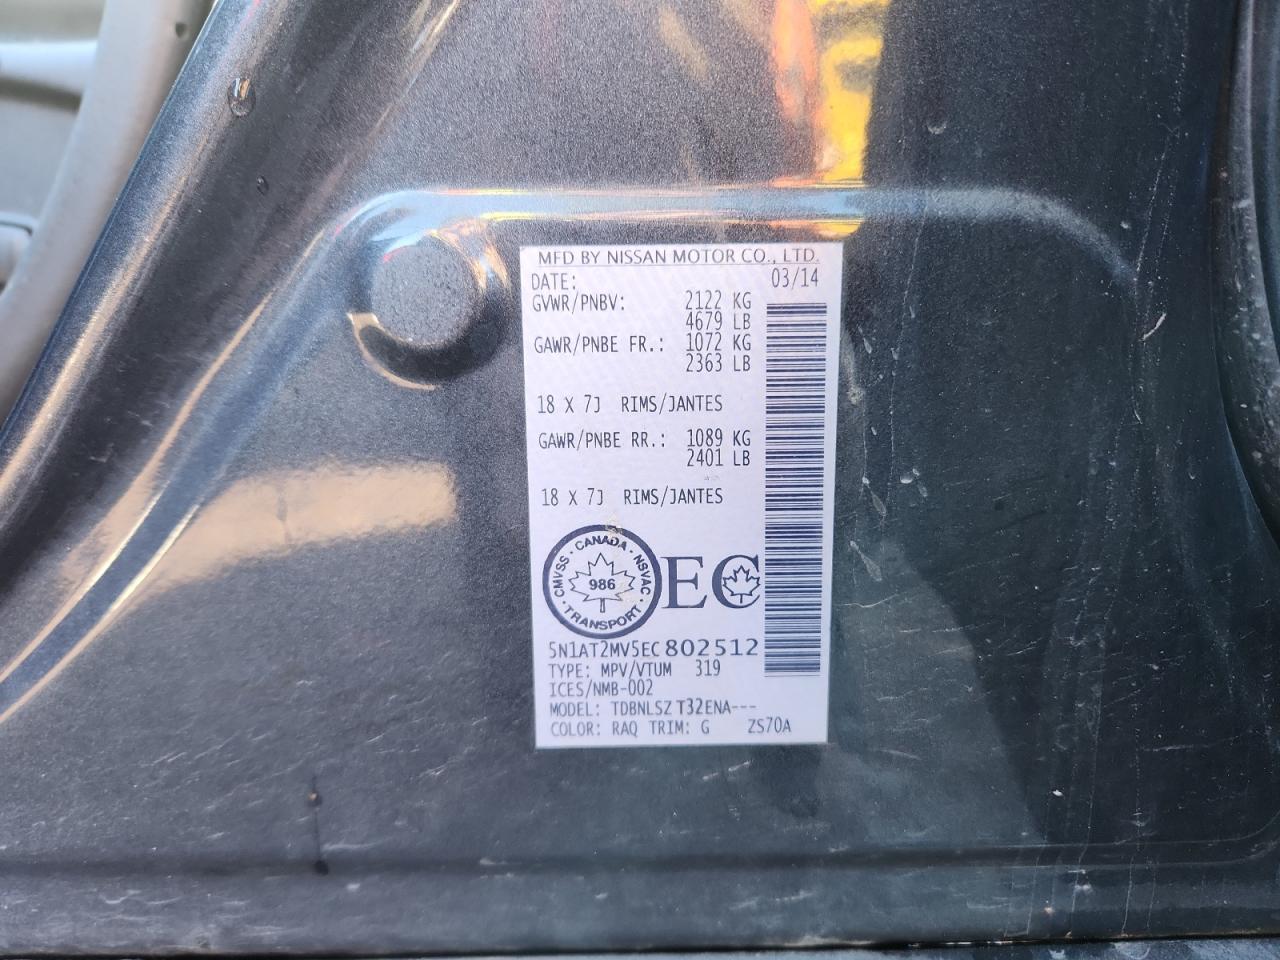 MFD BY NISSAN MOTOR CO., LTD.
DATE: 03/14
GVWR/PNBV: 2122 KG
4679 LB
GAWR/PNBE FR.: 1072 KG
2363 LB
18 X 7J RIMS/JANTES
GAWR/PNBE RR.: 1089 KG
2401 LB
18 X 7J RIMS/JANTES
CMVSS · CANADA · NSVAC · TRANSPORT ·
986
EC
5N1AT2MV5EC802512
TYPE: MPV/VTUM 319
ICES/NMB-002
MODEL: TDBNLSZ T32ENA---
COLOR: RAQ TRIM: G ZS70A